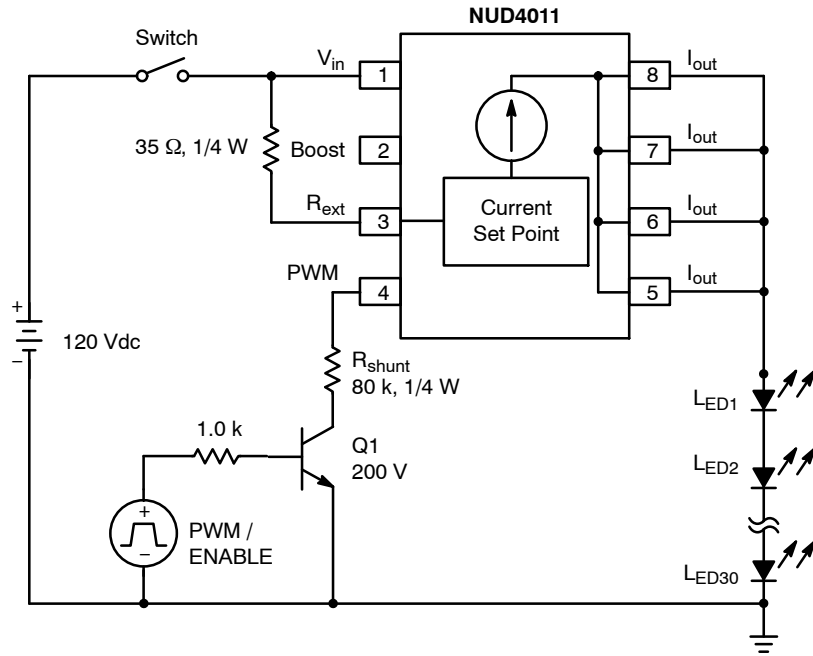 NUD4011
Switch
V_in
1
8
I_out
35 Ω, 1/4 W
Boost
2
7
I_out
R_ext
3
Current
Set Point
6
I_out
PWM
4
5
I_out
+
−
120 Vdc
R_shunt
80 k, 1/4 W
L_ED1
1.0 k
Q1
200 V
L_ED2
+
−
PWM /
ENABLE
L_ED30